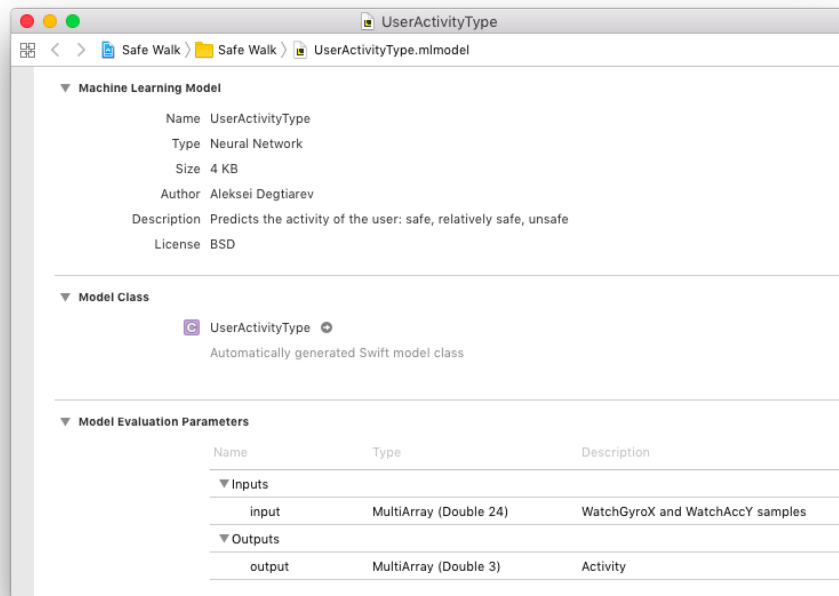 UserActivityType
Safe Walk Safe Walk UserActivityType.mlmodel
Machine Learning Model
Name UserActivityType
Type Neural Network
Size 4 KB
Author Aleksei Degtiarev
Description Predicts the activity of the user: safe, relatively safe, unsafe
License BSD
Model Class
C UserActivityType
Automatically generated Swift model class
Model Evaluation Parameters
Name Type Description
Inputs
input MultiArray (Double 24) WatchGyroX and WatchAccY samples
Outputs
output MultiArray (Double 3) Activity